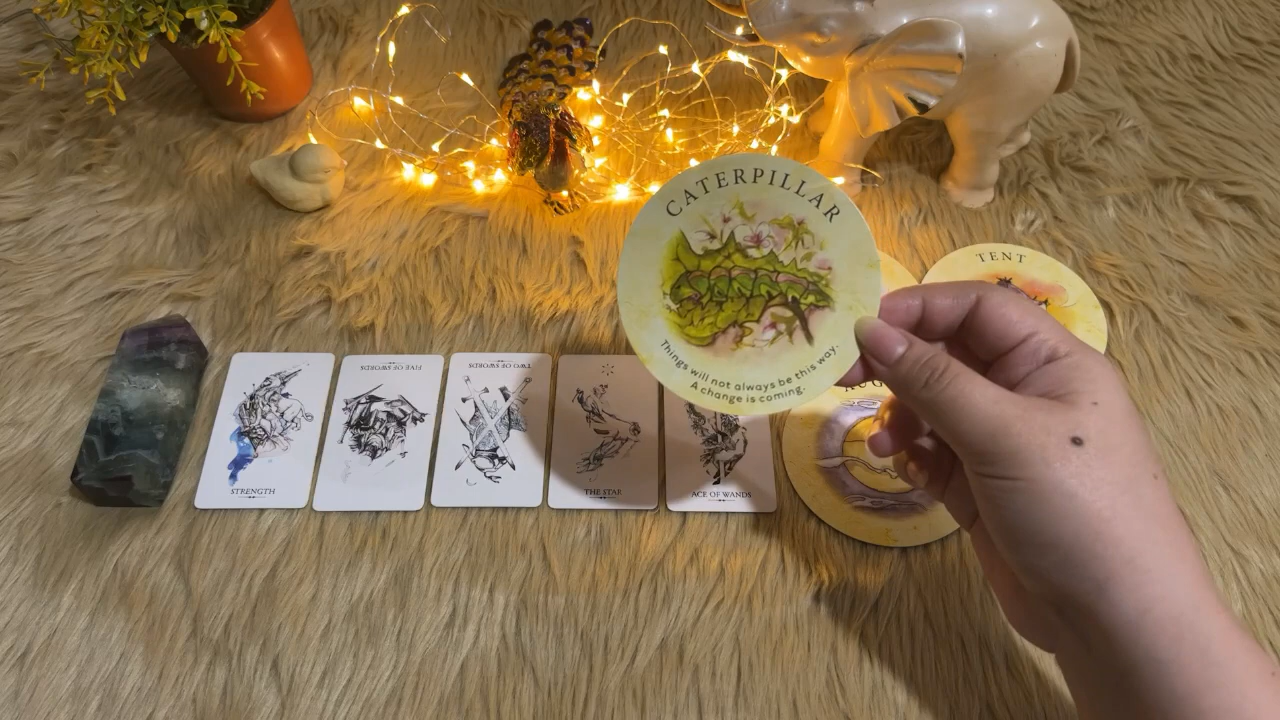 CATERPILLAR
Things will not always be this way.
A change is coming.
TENT
STRENGTH
FIVE OF SWORDS
TWO OF SWORDS
THE STAR
ACE OF WANDS